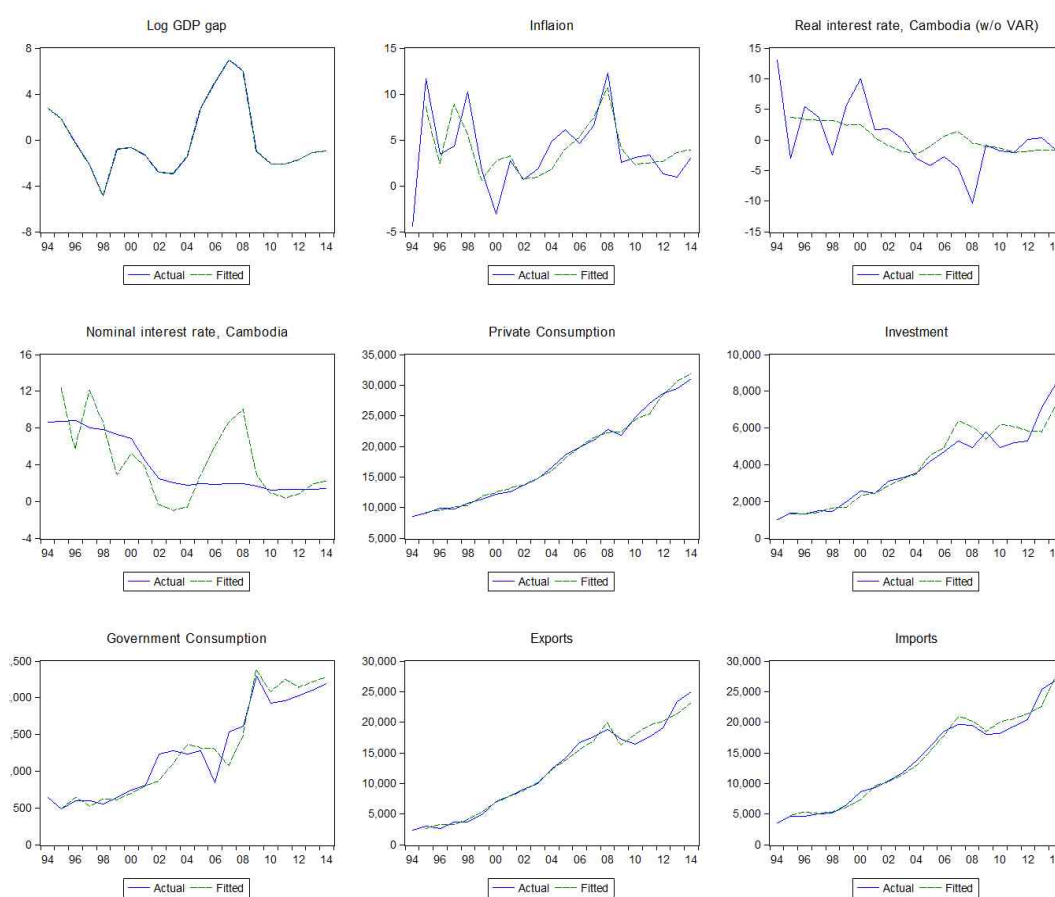 Log GDP gap
8
4
0
-4
-8
94 96 98 00 02 04 06 08 10 12 14
Actual Fitted
Inflaion
15
10
5
0
-5
94 96 98 00 02 04 06 08 10 12 14
Actual Fitted
Real interest rate, Cambodia (w/o VAR)
15
10
5
0
-5
-10
-15
94 96 98 00 02 04 06 08 10 12
Actual Fitted
Nominal interest rate, Cambodia
16
12
8
4
0
-4
94 96 98 00 02 04 06 08 10 12 14
Actual Fitted
Private Consumption
35,000
30,000
25,000
20,000
15,000
10,000
5,000
94 96 98 00 02 04 06 08 10 12 14
Actual Fitted
Investment
10,000
8,000
6,000
4,000
2,000
0
94 96 98 00 02 04 06 08 10 12
Actual Fitted
Government Consumption
,500
,000
,500
,000
500
0
94 96 98 00 02 04 06 08 10 12 14
Actual Fitted
Exports
30,000
25,000
20,000
15,000
10,000
5,000
0
94 96 98 00 02 04 06 08 10 12 14
Actual Fitted
Imports
30,000
25,000
20,000
15,000
10,000
5,000
0
94 96 98 00 02 04 06 08 10 12
Actual Fitted